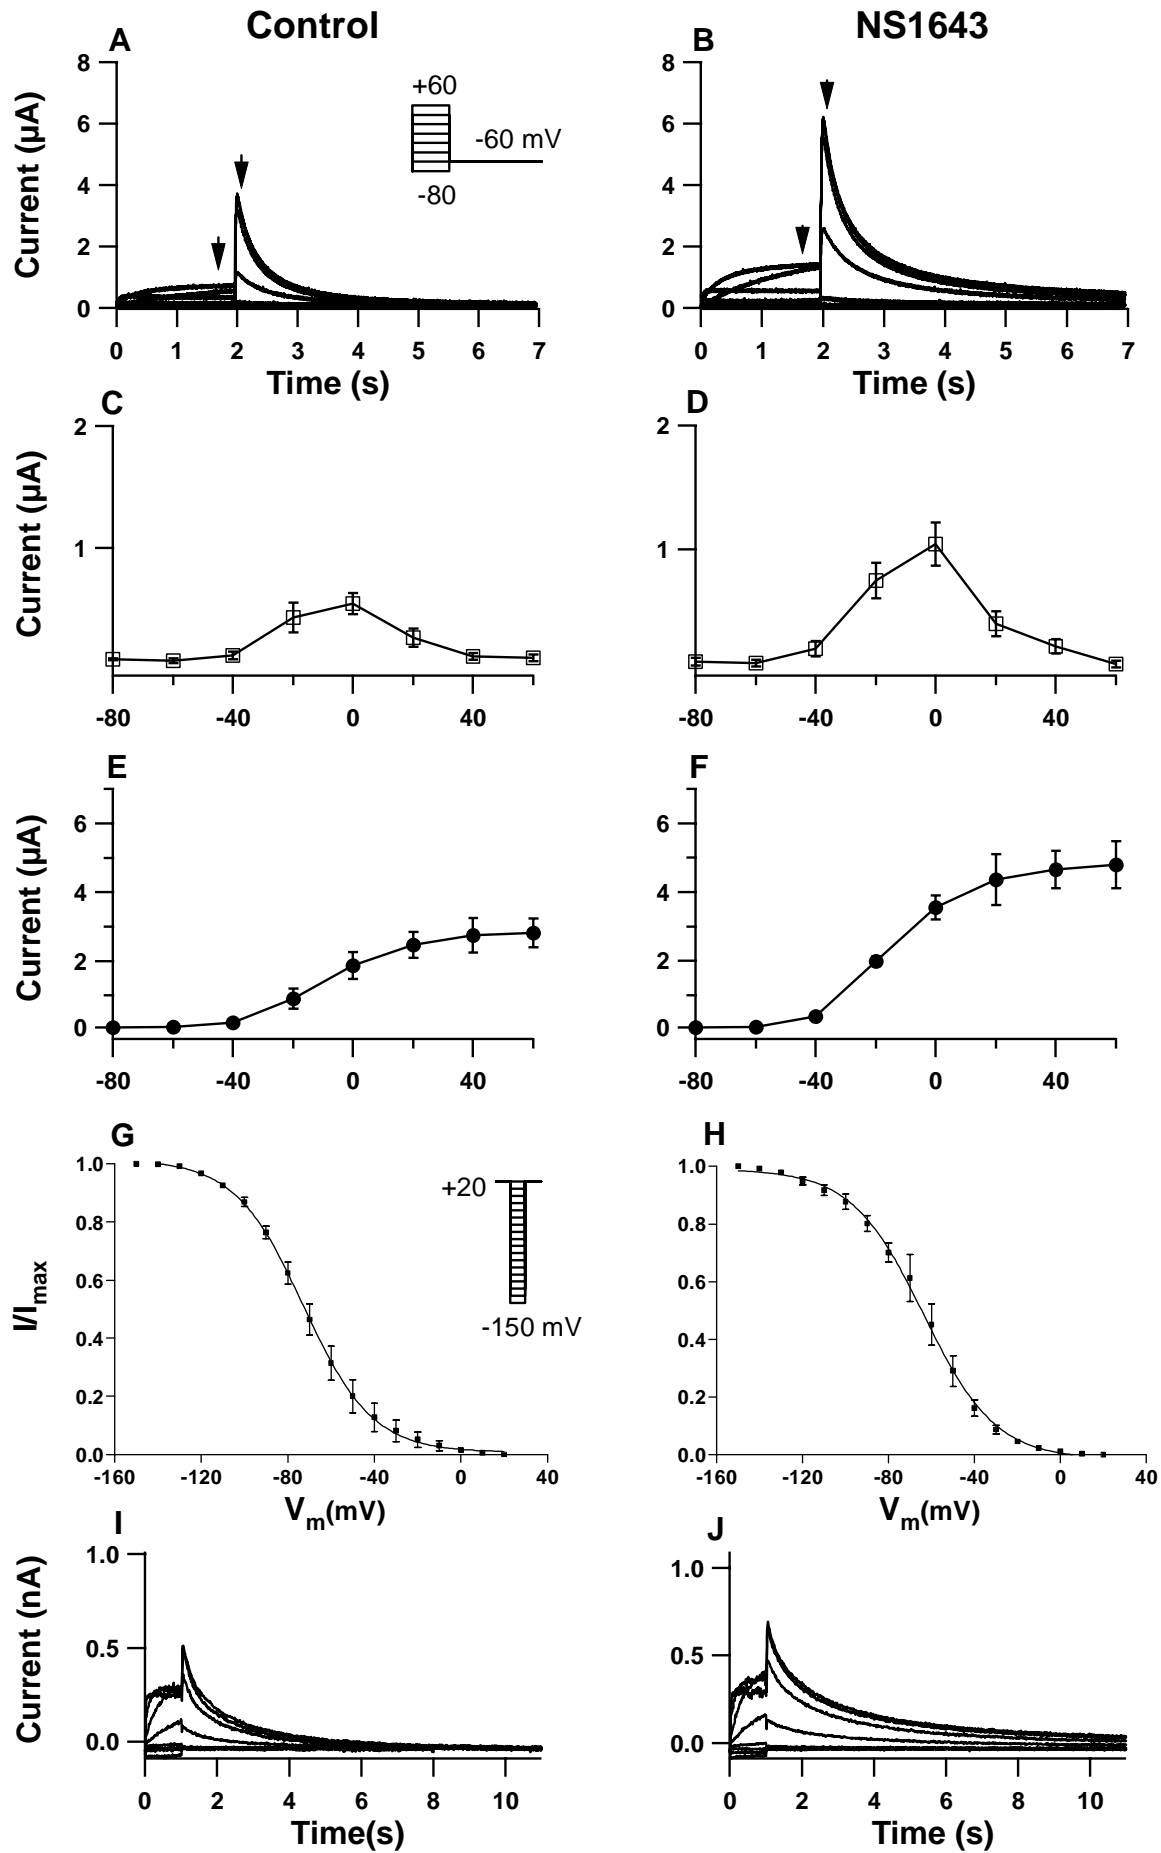 Control NS1643
A B
8 8
+60
6 6
-60 mV
4 4
-80
2 2
0 0
Current (µA)
0 1 2 3 4 5 6 7 0 1 2 3 4 5 6 7
Time (s) Time (s)
C D
2 2
1 1
Current (µA)
-80 -40 0 40 -80 -40 0 40
E F
6 6
4 4
2 2
0 0
Current (µA)
-80 -40 0 40 -80 -40 0 40
G H
1.0 1.0
+20
0.8 0.8
0.6 0.6
-150 mV
0.4 0.4
0.2 0.2
0.0 0.0
I/Imax
-160 -120 -80 -40 0 40 -160 -120 -80 -40 0 40
Vm(mV) Vm(mV)
I J
1.0 1.0
0.5 0.5
0.0 0.0
Current (nA)
0 2 4 6 8 10 0 2 4 6 8 10
Time(s) Time (s)